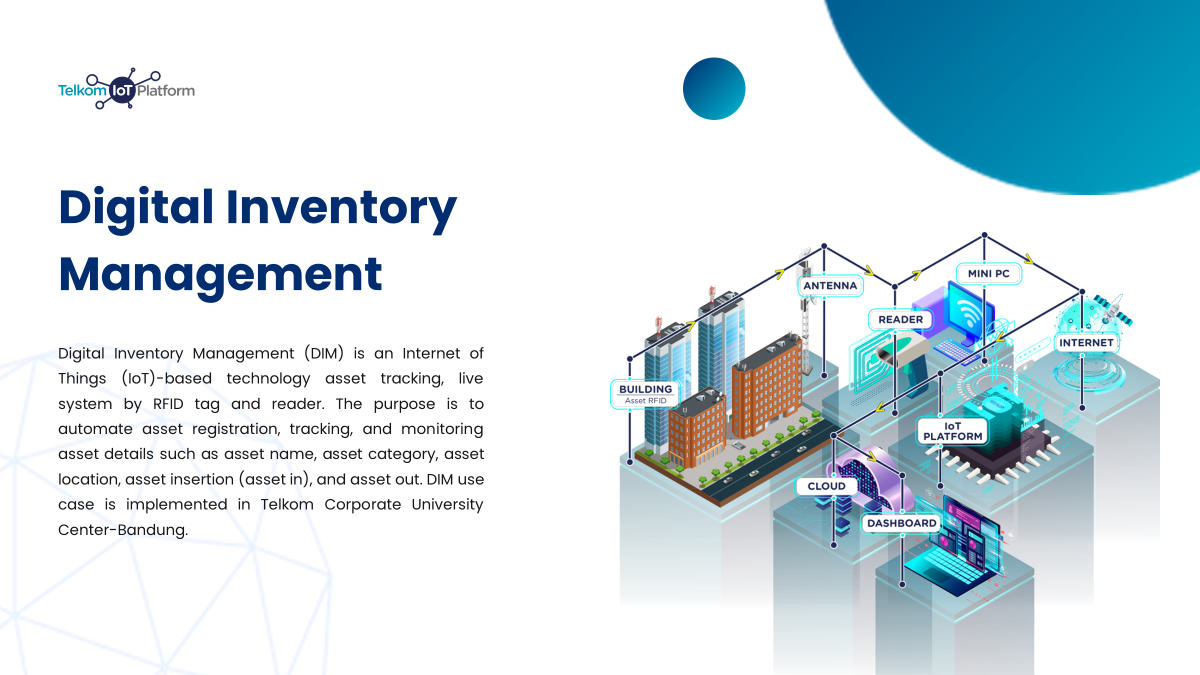 Telkom IoT Platform
Digital Inventory
Management
Digital Inventory Management (DIM) is an Internet of
Things (IoT)-based technology asset tracking, live
system by RFID tag and reader. The purpose is to
automate asset registration, tracking, and monitoring
asset details such as asset name, asset category, asset
location, asset insertion (asset in), and asset out. DIM use
case is implemented in Telkom Corporate University
Center-Bandung.
ANTENNA
MINI PC
READER
INTERNET
BUILDING
Asset RFID
IoT
PLATFORM
CLOUD
DASHBOARD